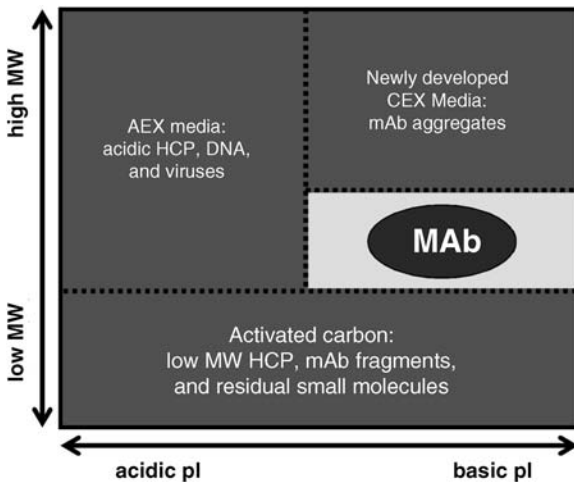 high MW
low MW
AEX media:
acidic HCP, DNA,
and viruses
Newly developed
CEX Media:
mAb aggregates
MAb
Activated carbon:
low MW HCP, mAb fragments,
and residual small molecules
acidic pI
basic pI